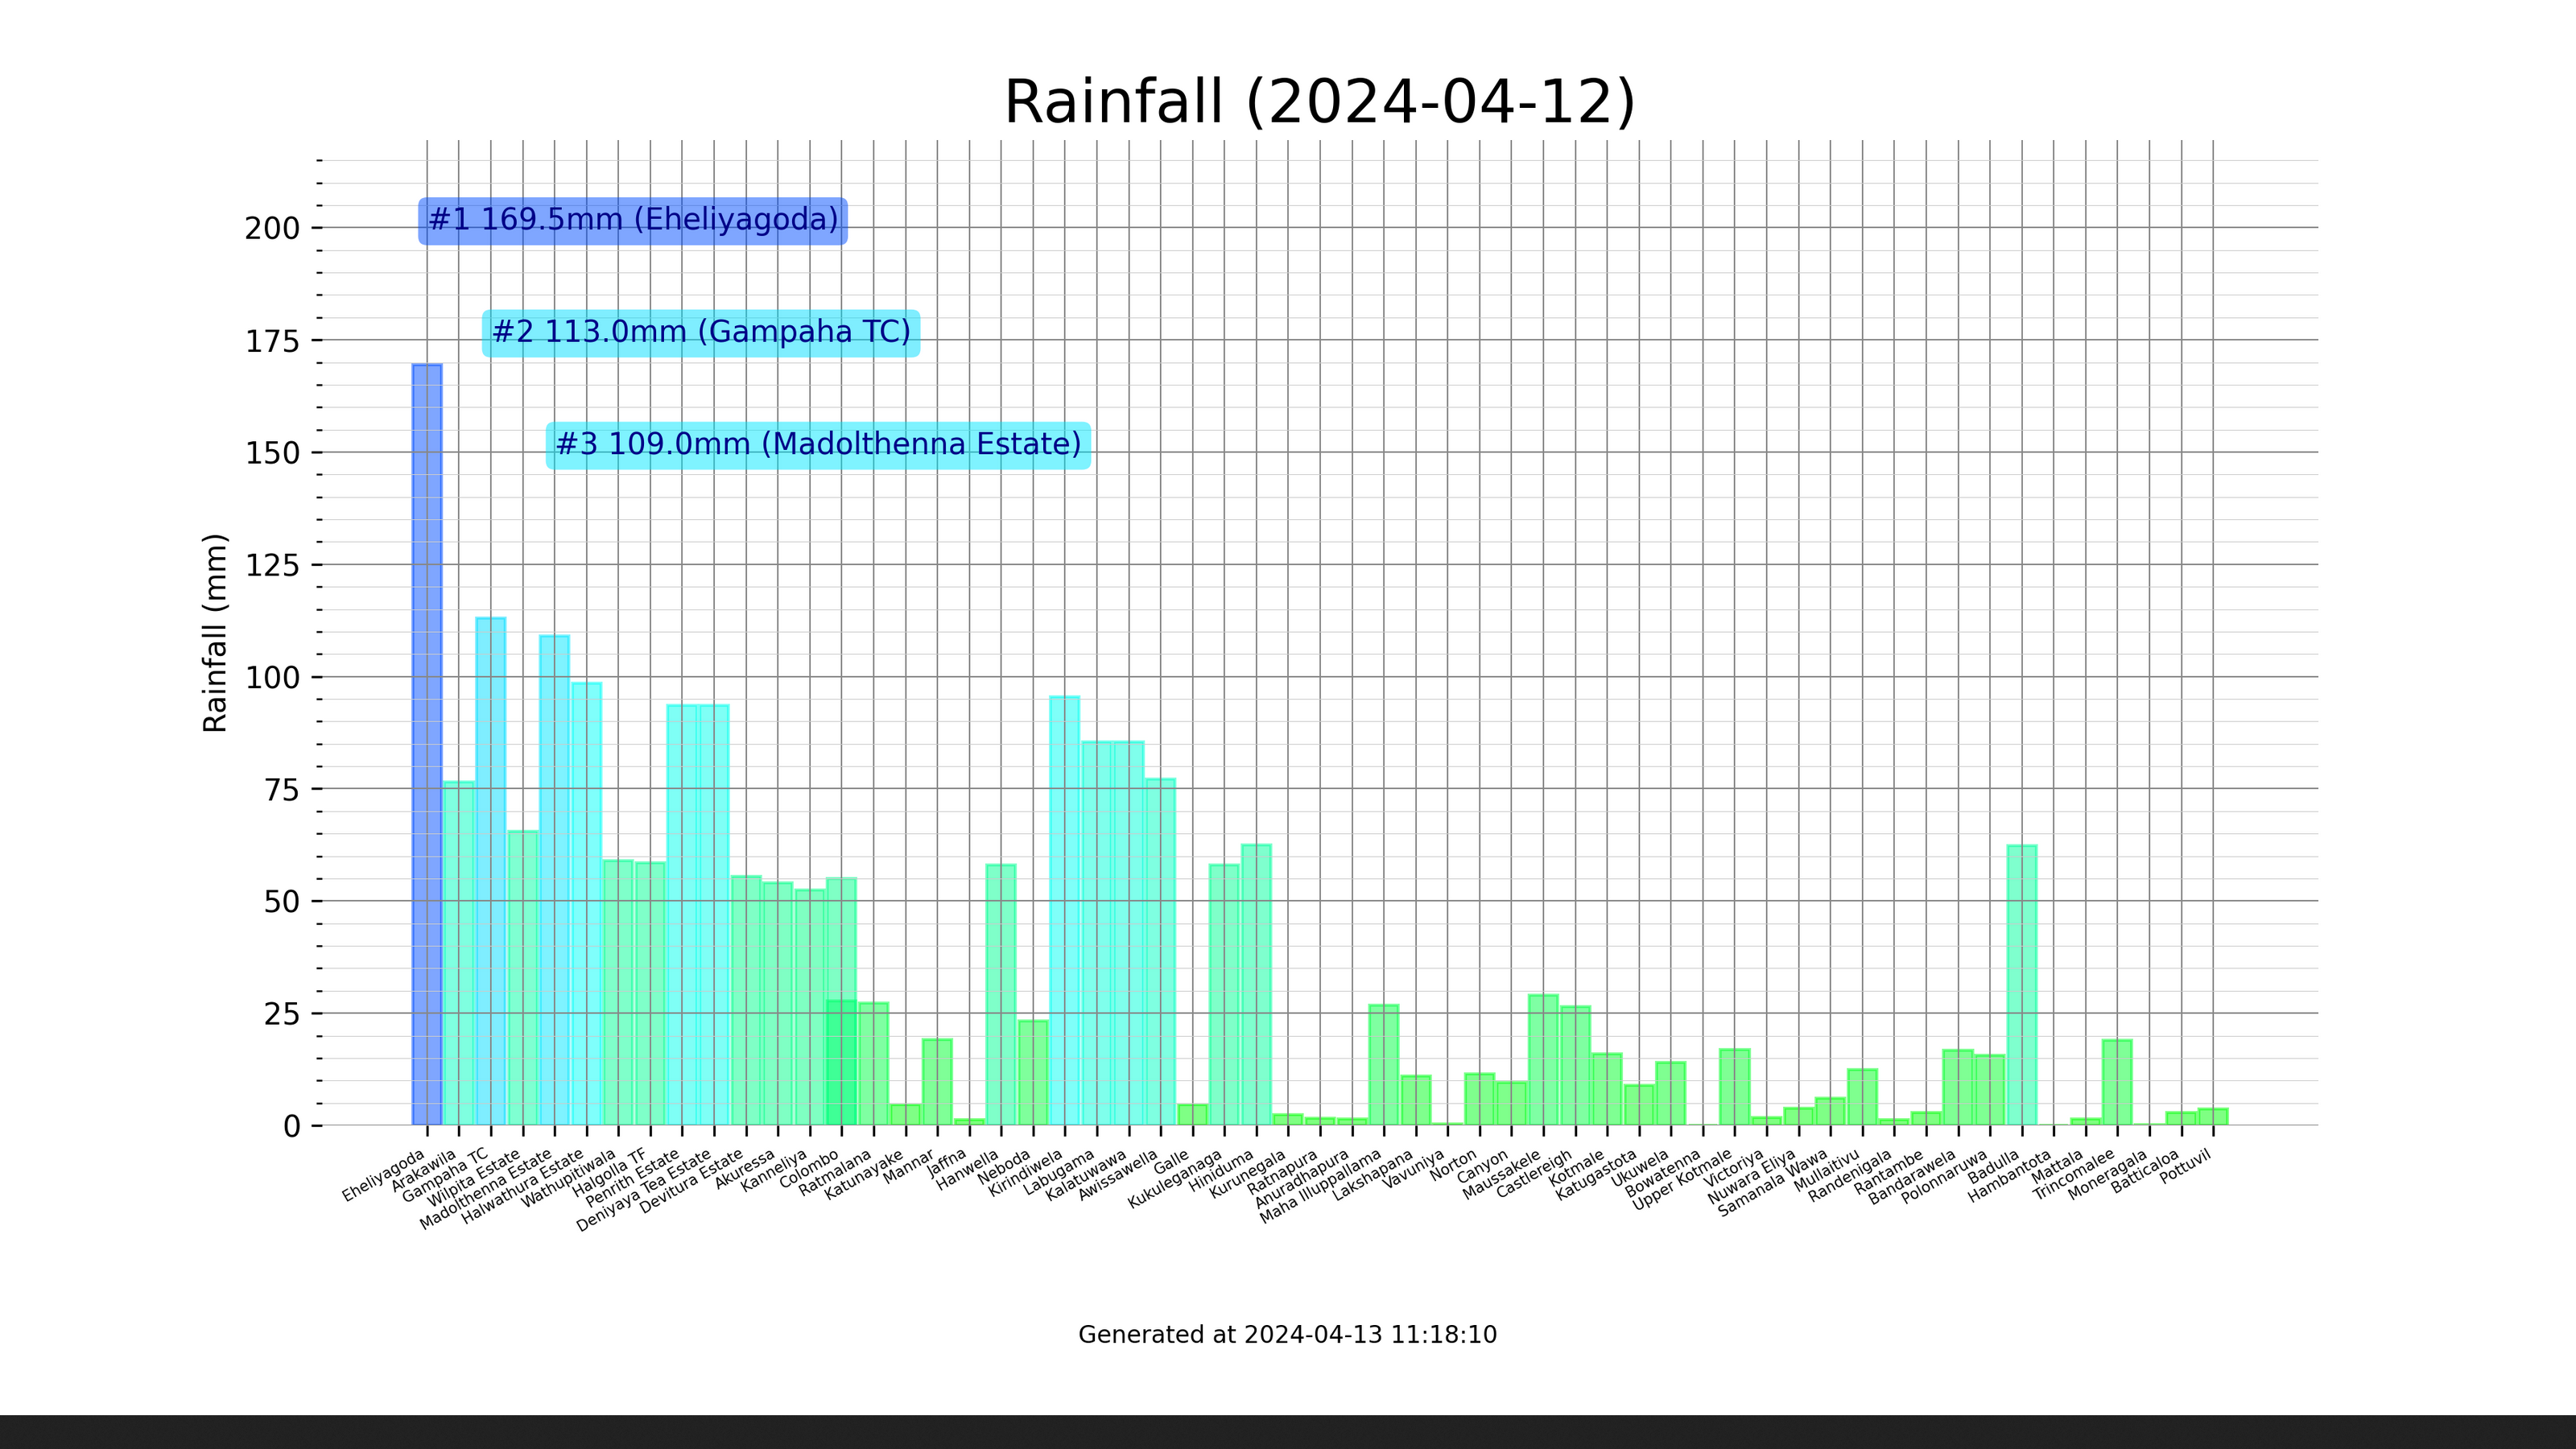 Rainfall (2024-04-12)
Rainfall (mm)
200
175
150
125
100
75
50
25
0
#1 169.5mm (Eheliyagoda)
#2 113.0mm (Gampaha TC)
#3 109.0mm (Madolthenna Estate)
Eheliyagoda
Arakawila
Gampaha TC
Wilpita Estate
Madolthenna Estate
Halwathura Estate
Wathupitiwala
Halgolla TF
Penrith Estate
Deniyaya Tea Estate
Devitura Estate
Akuressa
Kanneliya
Colombo
Ratmalana
Katunayake
Mannar
Jaffna
Hanwella
Neboda
Kirindiwela
Labugama
Kalatuwawa
Awissawella
Galle
Kukuleganaga
Hiniduma
Kurunegala
Ratnapura
Anuradhapura
Maha Illuppallama
Lakshapana
Vavuniya
Norton
Canyon
Maussakele
Castlereigh
Kotmale
Katugastota
Ukuwela
Bowatenna
Upper Kotmale
Victoriya
Nuwara Eliya
Samanala Wawa
Mullaitivu
Randenigala
Rantambe
Bandarawela
Polonnaruwa
Badulla
Hambantota
Mattala
Trincomalee
Moneragala
Batticaloa
Pottuvil
Generated at 2024-04-13 11:18:10